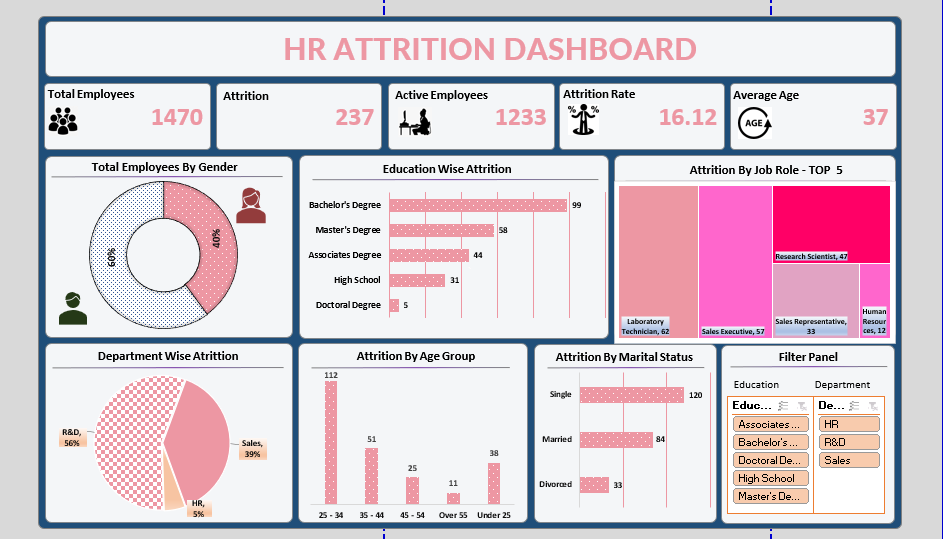 HR ATTRITION DASHBOARD
Total Employees
1470
Attrition
237
Active Employees
1233
Attrition Rate
%
%
16.12
Average Age
AGE
37
Total Employees By Gender
40%
60%
Education Wise Attrition
Bachelor's Degree
99
Master's Degree
58
Associates Degree
44
High School
31
Doctoral Degree
5
Attrition By Job Role - TOP 5
Laboratory
Technician, 62
Sales Executive, 57
Research Scientist, 47
Sales Representative,
33
Human
Resour
ces, 12
Department Wise Atrittion
R&D,
56%
Sales,
39%
HR,
5%
Attrition By Age Group
112
51
25
11
38
25 - 34
35 - 44
45 - 54
Over 55
Under 25
Attrition By Marital Status
Single
120
Married
84
Divorced
33
Filter Panel
Education
Department
Educ...
De...
Associates ...
HR
Bachelor's ...
R&D
Doctoral De...
Sales
High School
Master's De...